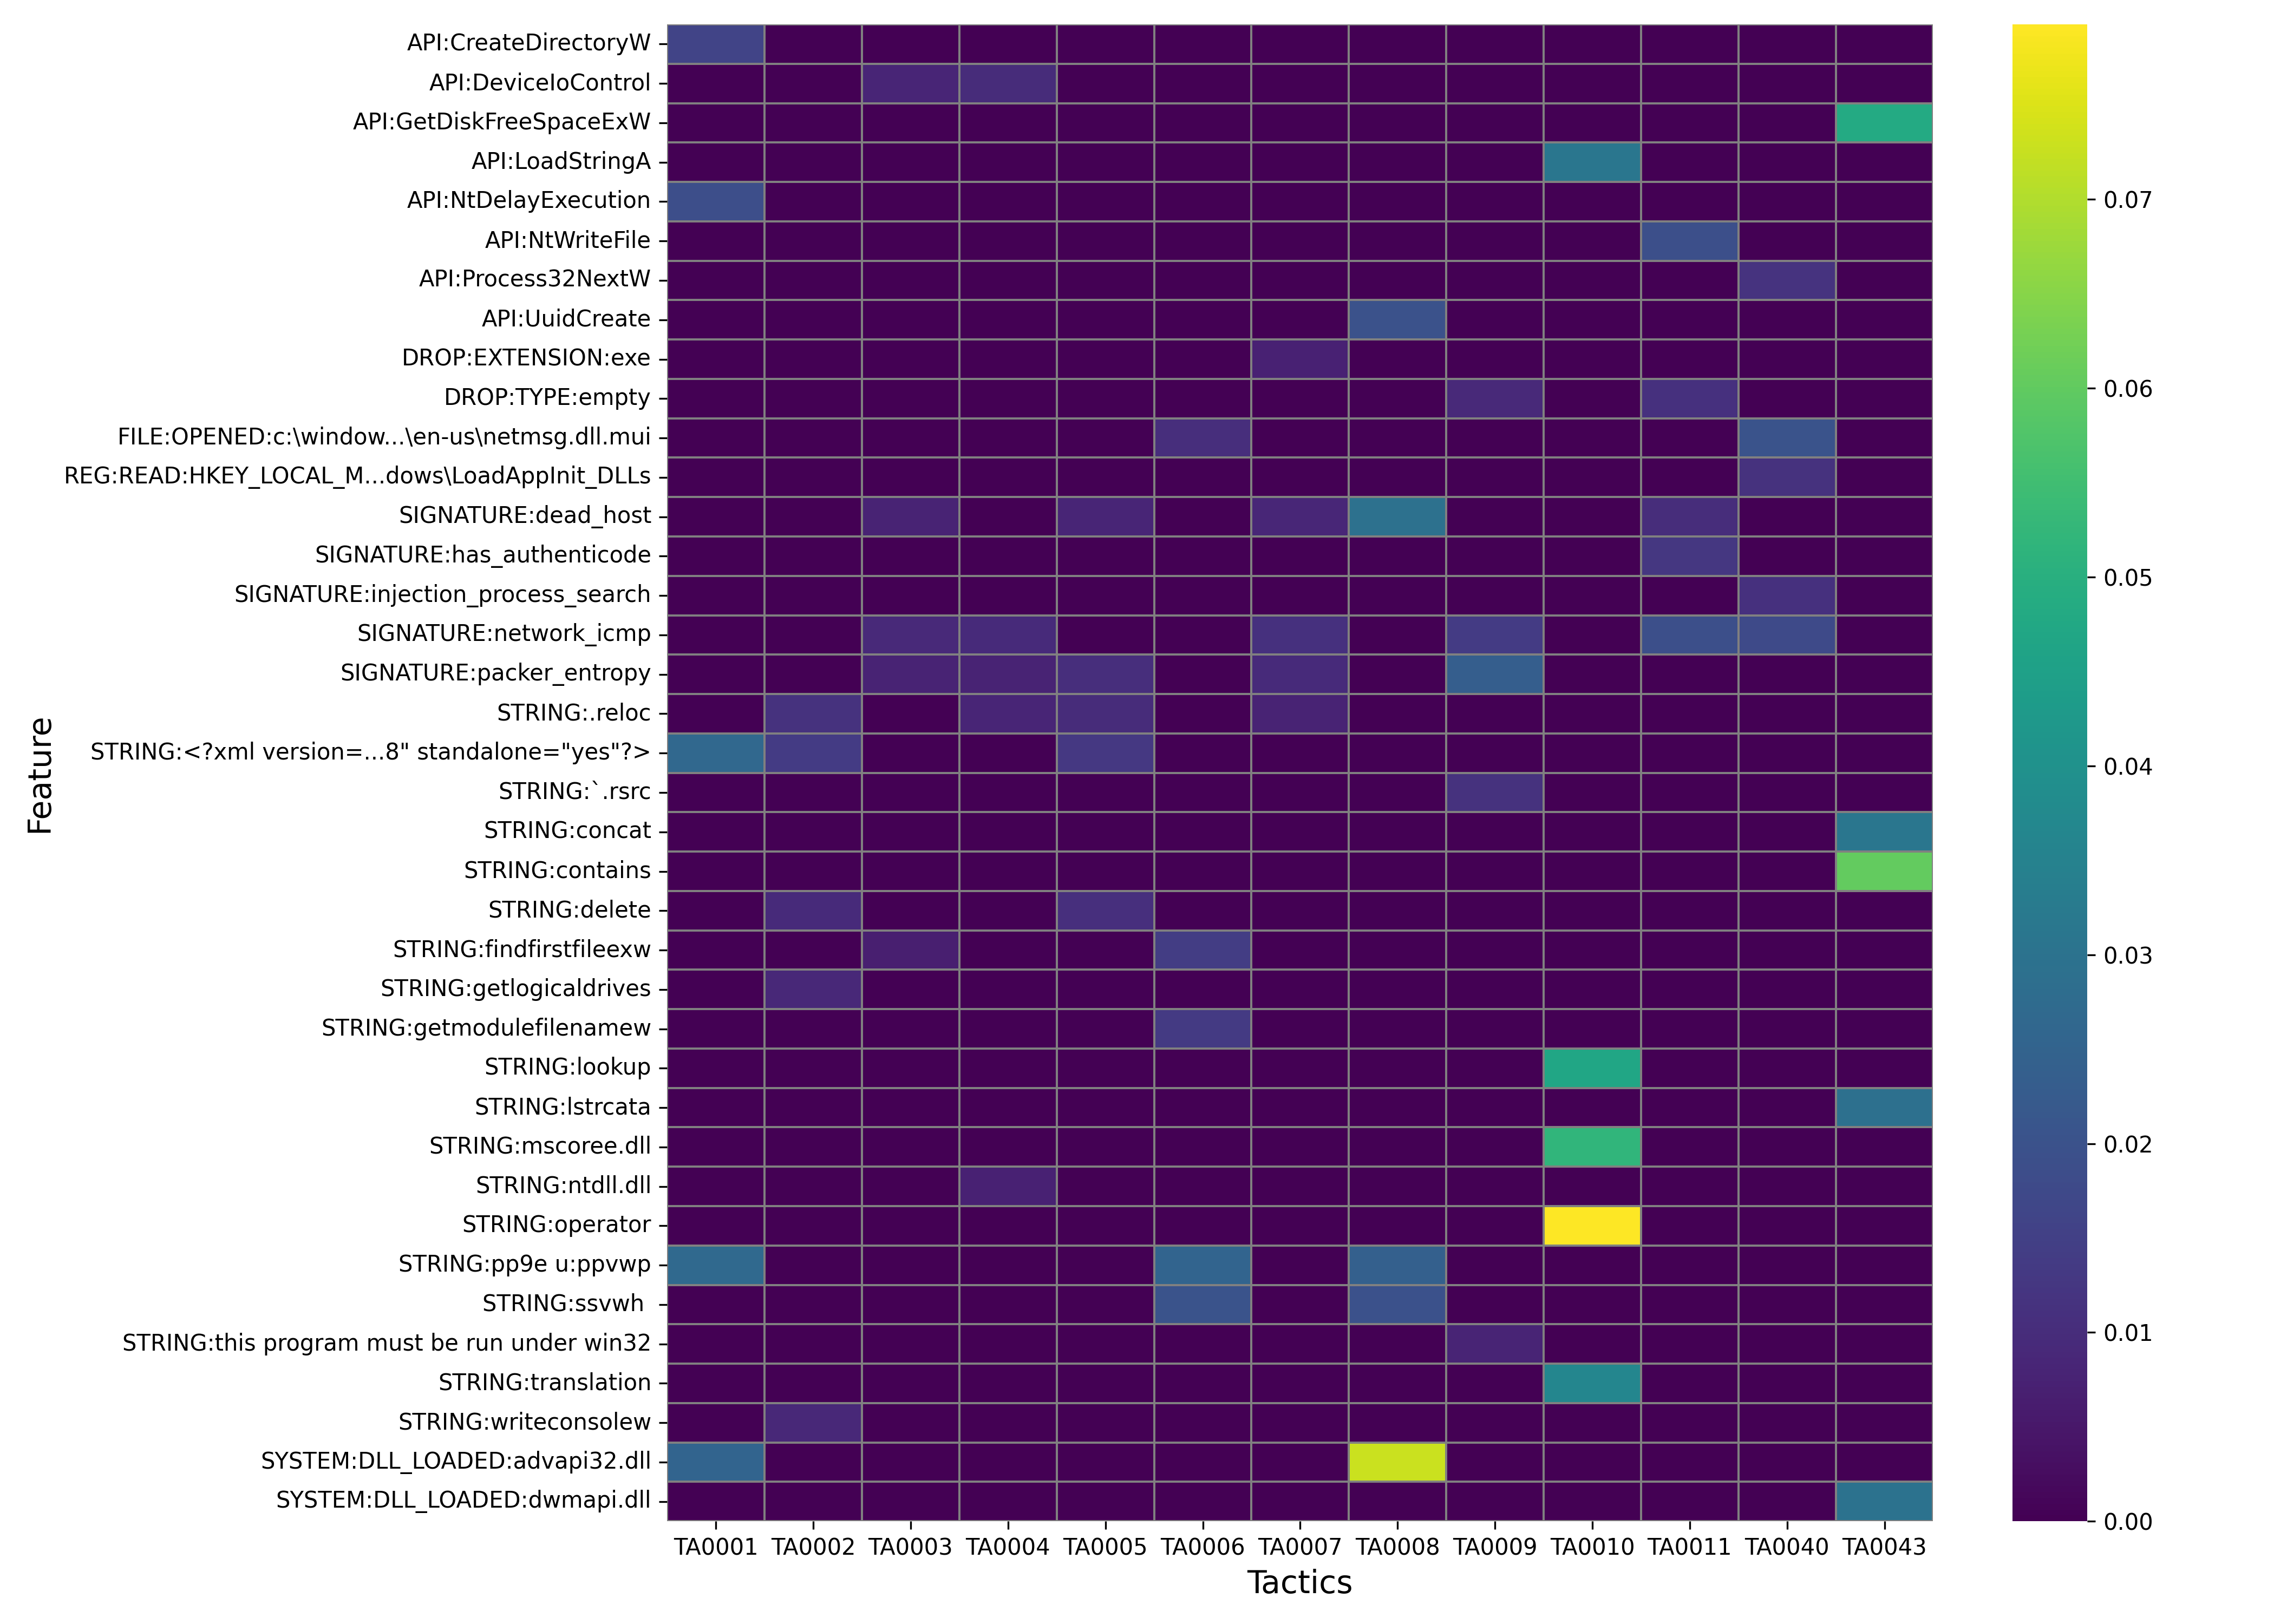 API:CreateDirectoryW
API:DeviceIoControl
API:GetDiskFreeSpaceExW
API:LoadStringA
API:NtDelayExecution
API:NtWriteFile
API:Process32NextW
API:UuidCreate
DROP:EXTENSION:exe
DROP:TYPE:empty
FILE:OPENED:c:\window...\en-us\netmsg.dll.mui
REG:READ:HKEY_LOCAL_M...dows\LoadAppInit_DLLs
SIGNATURE:dead_host
SIGNATURE:has_authenticode
SIGNATURE:injection_process_search
SIGNATURE:network_icmp
SIGNATURE:packer_entropy
STRING:.reloc
STRING:<?xml version=...8" standalone="yes"?>
STRING:`.rsrc
STRING:concat
STRING:contains
STRING:delete
STRING:findfirstfileexw
STRING:getlogicaldrives
STRING:getmodulefilenamew
STRING:lookup
STRING:lstrcata
STRING:mscoree.dll
STRING:ntdll.dll
STRING:operator
STRING:pp9e u:ppvwp
STRING:ssvwh
STRING:this program must be run under win32
STRING:translation
STRING:writeconsolew
SYSTEM:DLL_LOADED:advapi32.dll
SYSTEM:DLL_LOADED:dwmapi.dll
Feature
TA0001 TA0002 TA0003 TA0004 TA0005 TA0006 TA0007 TA0008 TA0009 TA0010 TA0011 TA0040 TA0043
Tactics
0.07
0.06
0.05
0.04
0.03
0.02
0.01
0.00